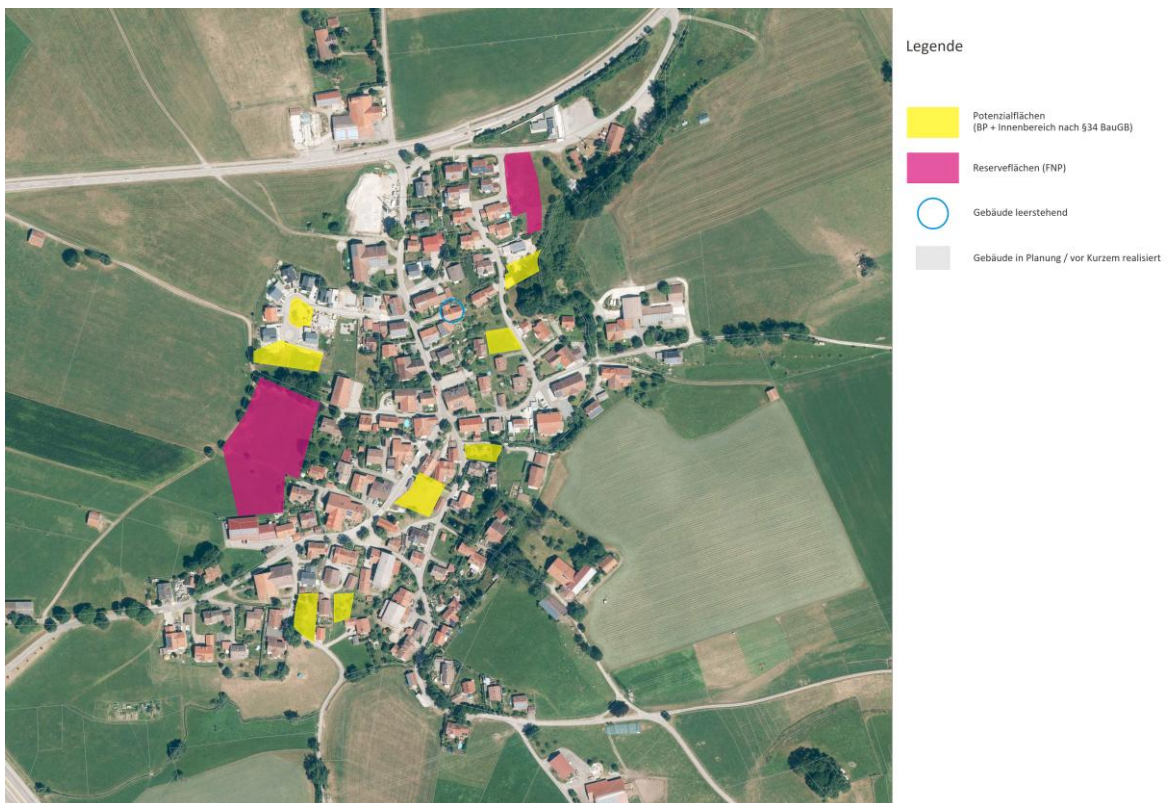 Legende
Potenzialflächen
(BP + Innenbereich nach §34 BauGB)
Reserveflächen (FNP)
Gebäude leerstehend
Gebäude in Planung / vor Kurzem realisiert